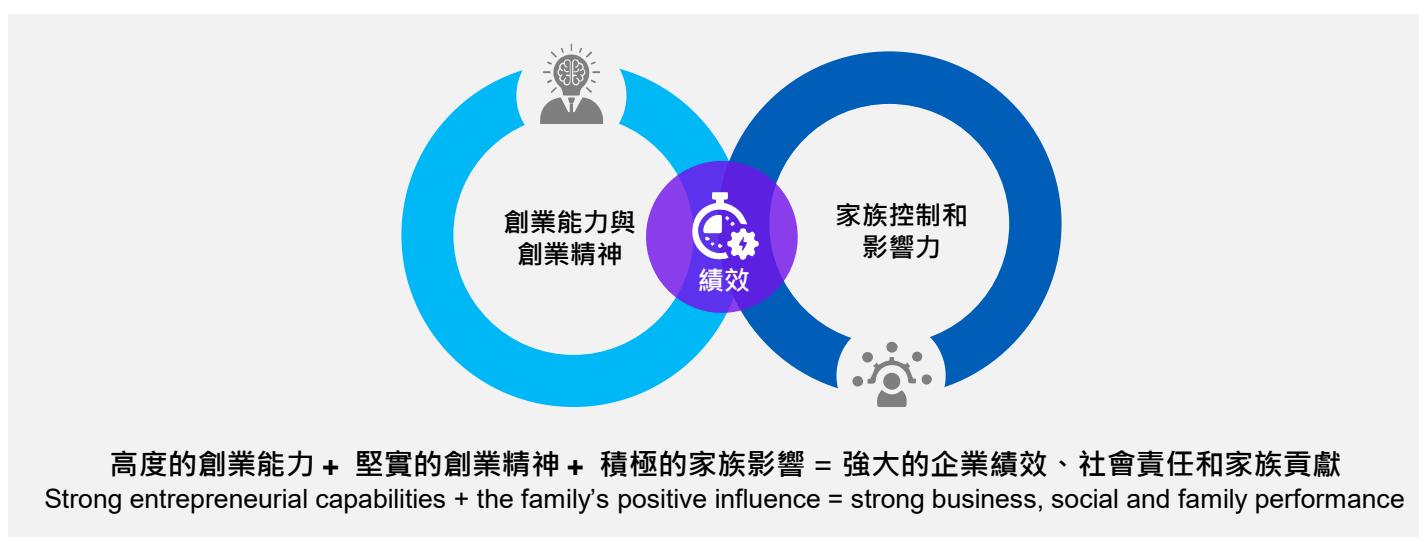 創業能力與
創業精神
績效
家族控制和
影響力
高度的創業能力 + 堅實的創業精神 + 積極的家族影響 = 強大的企業績效、社會責任和家族貢獻
Strong entrepreneurial capabilities + the family’s positive influence = strong business, social and family performance